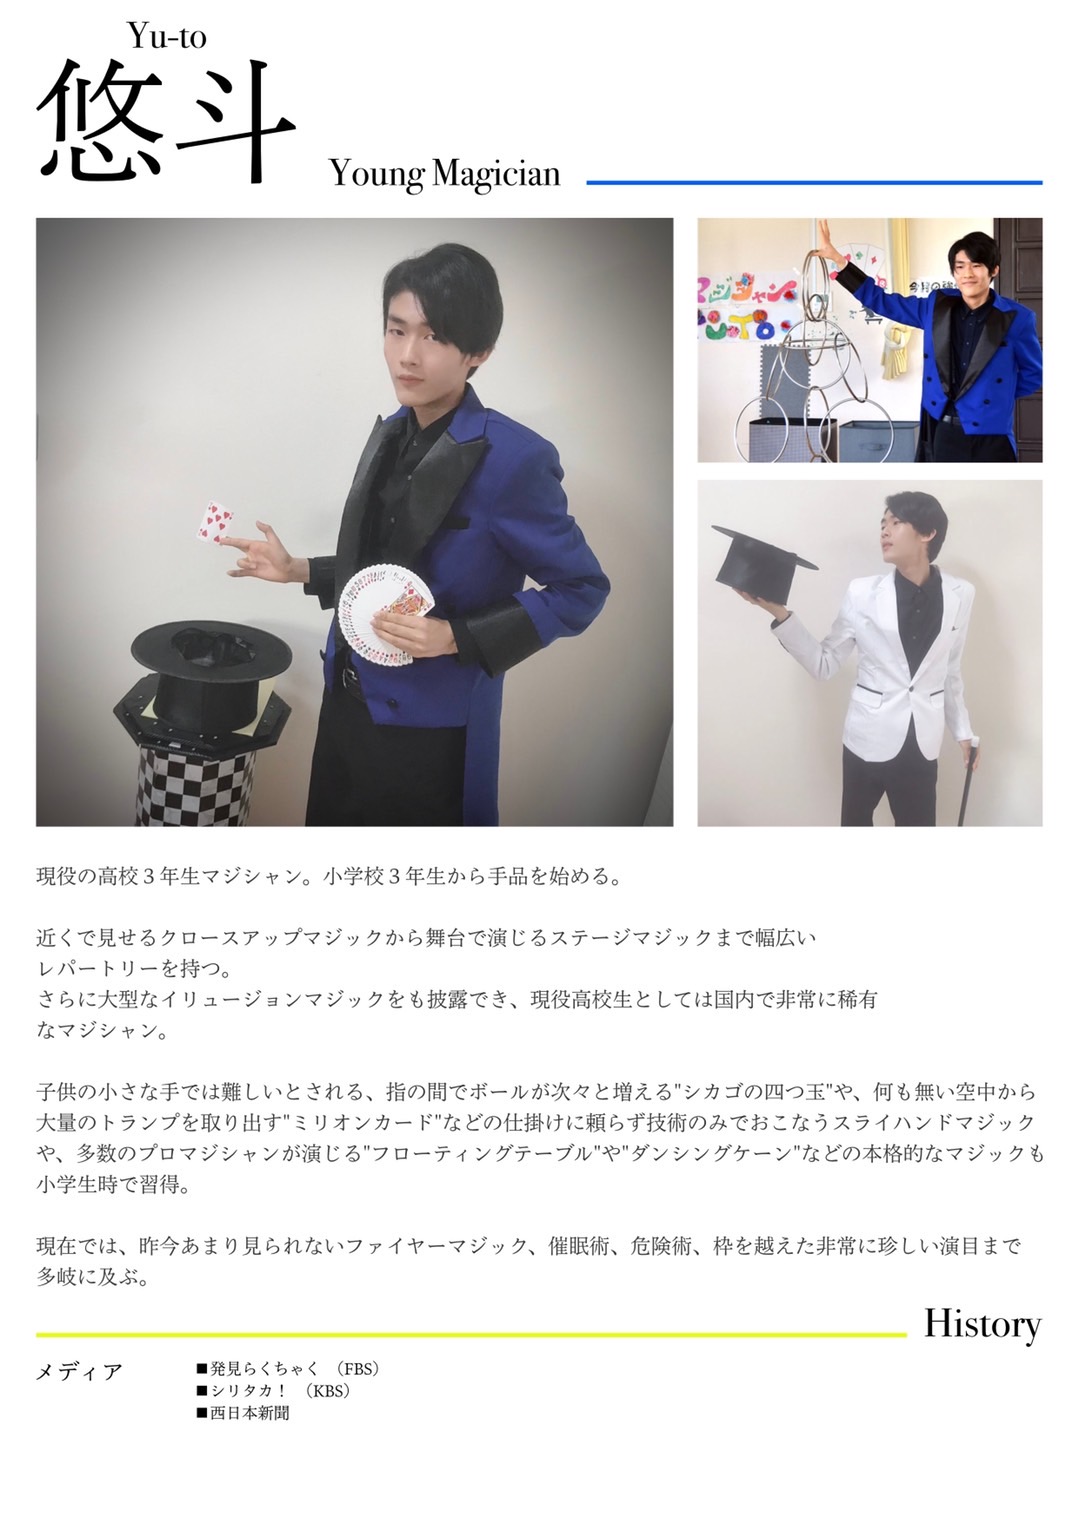 Yu-to
悠斗
Young Magician
マジシャン
YUTO
現役の高校３年生マジシャン。小学校３年生から手品を始める。
近くで見せるクロースアップマジックから舞台で演じるステージマジックまで幅広い
レパートリーを持つ。
さらに大型なイリュージョンマジックをも披露でき、現役高校生としては国内で非常に稀有
なマジシャン。
子供の小さな手では難しいとされる、指の間でボールが次々と増える"シカゴの四つ玉"や、何も無い空中から
大量のトランプを取り出す"ミリオンカード"などの仕掛けに頼らず技術のみでおこなうスライハンドマジック
や、多数のプロマジシャンが演じる"フローティングテーブル"や"ダンシングケーン"などの本格的なマジックも
小学生時で習得。
現在では、昨今あまり見られないファイヤーマジック、催眠術、危険術、枠を越えた非常に珍しい演目まで
多岐に及ぶ。
History
メディア
■発見らくちゃく （FBS）
■シリタカ！ （KBS）
■西日本新聞